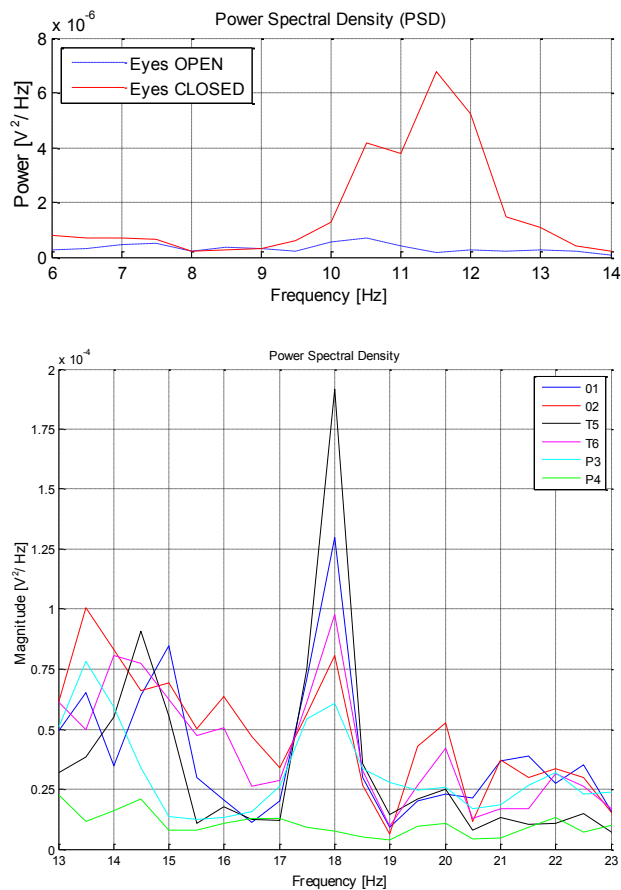 Power Spectral Density (PSD)
x 10^-6
8
6
4
2
0
Power [V^2/ Hz]
Eyes OPEN
Eyes CLOSED
6 7 8 9 10 11 12 13 14
Frequency [Hz]
Power Spectral Density
x 10^-4
2
1.75
1.5
1.25
1
0.75
0.5
0.25
0
Magnitude [V^2/ Hz]
01
02
T5
T6
P3
P4
13 14 15 16 17 18 19 20 21 22 23
Frequency [Hz]